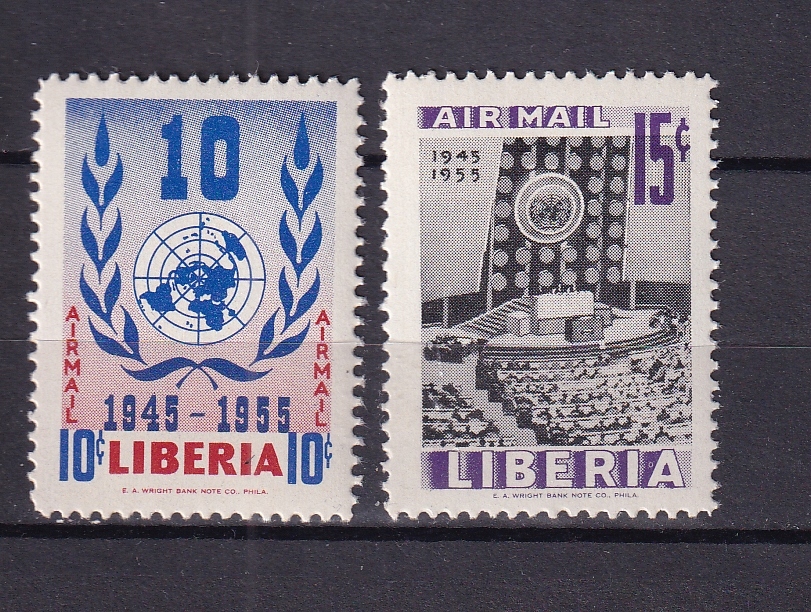 10
AIRMAIL
AIRMAIL
1945 - 1955
10¢ LIBERIA 10¢
E. A. WRIGHT BANK NOTE CO., PHILA.
AIR MAIL
15¢
1945
1955
LIBERIA
E. A. WRIGHT BANK NOTE CO., PHILA.